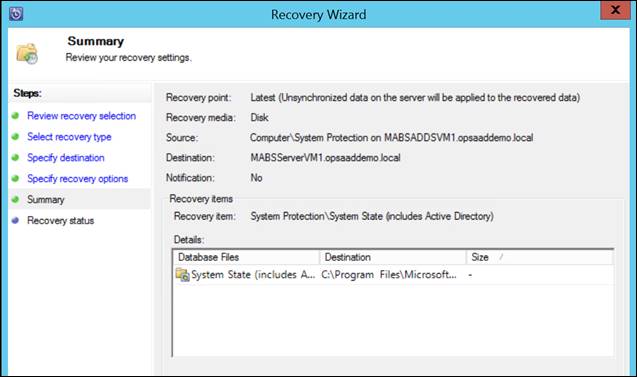 Recovery Wizard
x
Summary
Review your recovery settings.
Steps:
Review recovery selection
Select recovery type
Specify destination
Specify recovery options
Summary
Recovery status
Recovery point: Latest (Unsynchronized data on the server will be applied to the recovered data)
Recovery media: Disk
Source: Computer\System Protection on MABSADDSVM1.opsaaddemo.local
Destination: MABSServerVM1.opsaaddemo.local
Notification: No
Recovery items
Recovery item: System Protection\System State (includes Active Directory)
Details:
Database Files Destination Size /
System State (includes A... C:\Program Files\Microsoft... -